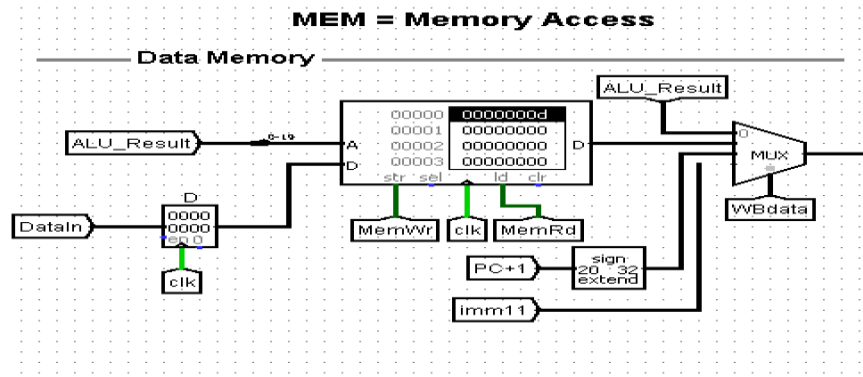 MEM = Memory Access
Data Memory
ALU_Result
0-19
00000 0000000d
00001 00000000
00002 00000000
00003 00000000
A
D
D
str sel ld clr
ALU_Result
0
MUX
WBdata
D
0000
0000
en 0
DataIn
clk
MemWr
clk
MemRd
PC+1
sign
20 32
extend
imm11